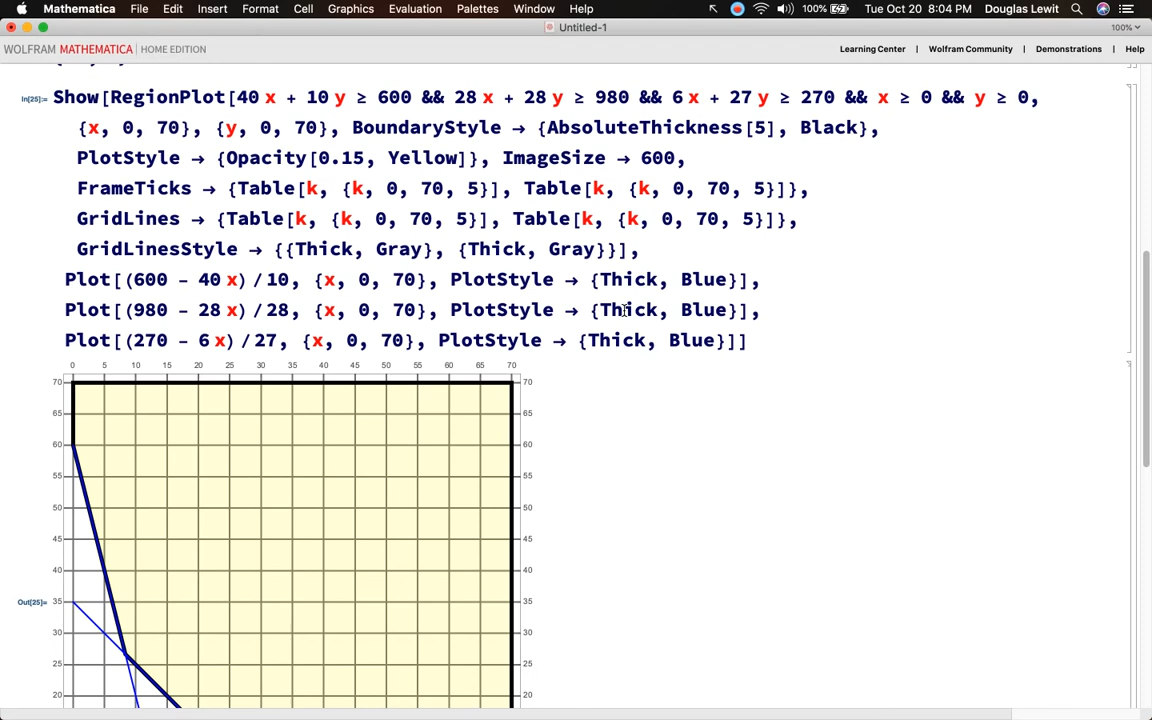 Mathematica File Edit Insert Format Cell Graphics Evaluation Palettes Window Help 100% Tue Oct 20 8:04 PM Douglas Lewit
Untitled-1 100%
WOLFRAM MATHEMATICA | HOME EDITION Learning Center | Wolfram Community | Demonstrations | Help
In[25]:= Show[RegionPlot[40 x + 10 y ≥ 600 && 28 x + 28 y ≥ 980 && 6 x + 27 y ≥ 270 && x ≥ 0 && y ≥ 0,
{x, 0, 70}, {y, 0, 70}, BoundaryStyle → {AbsoluteThickness[5], Black},
PlotStyle → {Opacity[0.15, Yellow]}, ImageSize → 600,
FrameTicks → {Table[k, {k, 0, 70, 5}], Table[k, {k, 0, 70, 5}]},
GridLines → {Table[k, {k, 0, 70, 5}], Table[k, {k, 0, 70, 5}]},
GridLinesStyle → {{Thick, Gray}, {Thick, Gray}}],
Plot[(600 - 40 x) / 10, {x, 0, 70}, PlotStyle → {Thick, Blue}],
Plot[(980 - 28 x) / 28, {x, 0, 70}, PlotStyle → {Thick, Blue}],
Plot[(270 - 6 x) / 27, {x, 0, 70}, PlotStyle → {Thick, Blue}]]
0 5 10 15 20 25 30 35 40 45 50 55 60 65 70
70 70
65 65
60 60
55 55
50 50
45 45
40 40
Out[25]= 35 35
30 30
25 25
20 20